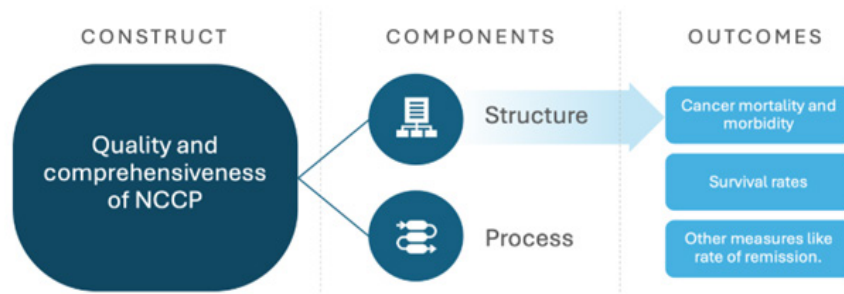 CONSTRUCT
COMPONENTS
OUTCOMES
Quality and
comprehensiveness
of NCCP
Structure
Process
Cancer mortality and
morbidity
Survival rates
Other measures like
rate of remission.